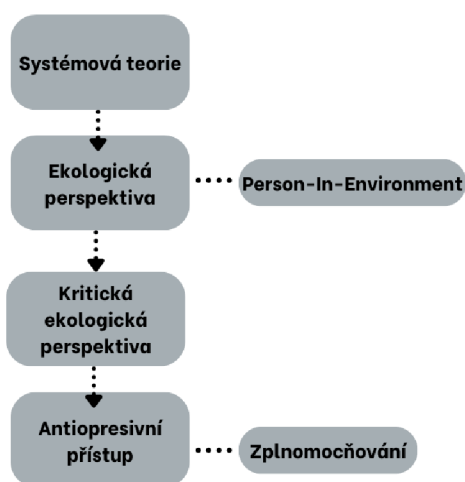 Systémová teorie
Ekologická
perspektiva
Person-In-Environment
Kritická
ekologická
perspektiva
Antiopresivní
přístup
Zplnomocňování